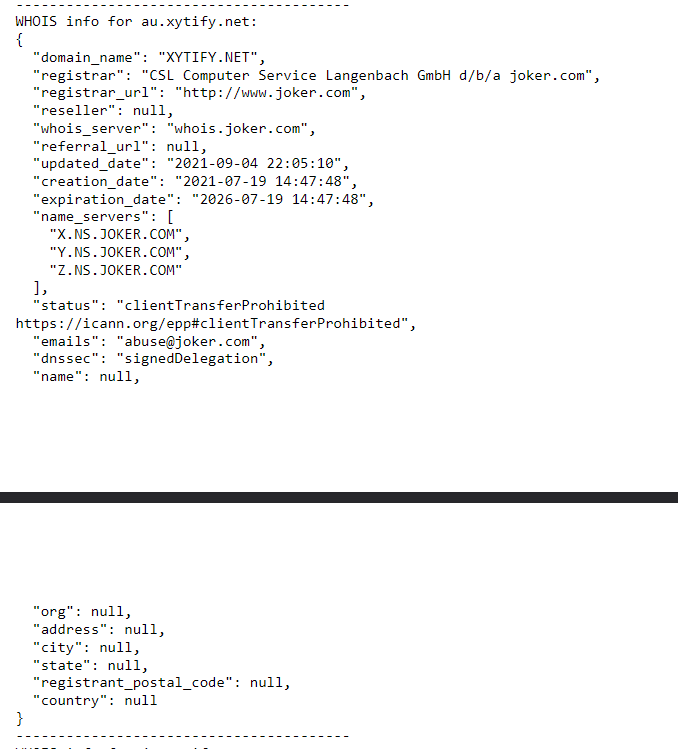 ----------------------------------------
WHOIS info for au.xytify.net:
{
  "domain_name": "XYTIFY.NET",
  "registrar": "CSL Computer Service Langenbach GmbH d/b/a joker.com",
  "registrar_url": "http://www.joker.com",
  "reseller": null,
  "whois_server": "whois.joker.com",
  "referral_url": null,
  "updated_date": "2021-09-04 22:05:10",
  "creation_date": "2021-07-19 14:47:48",
  "expiration_date": "2026-07-19 14:47:48",
  "name_servers": [
    "X.NS.JOKER.COM",
    "Y.NS.JOKER.COM",
    "Z.NS.JOKER.COM"
  ],
  "status": "clientTransferProhibited
https://icann.org/epp#clientTransferProhibited",
  "emails": "abuse@joker.com",
  "dnssec": "signedDelegation",
  "name": null,
  "org": null,
  "address": null,
  "city": null,
  "state": null,
  "registrant_postal_code": null,
  "country": null
}
----------------------------------------